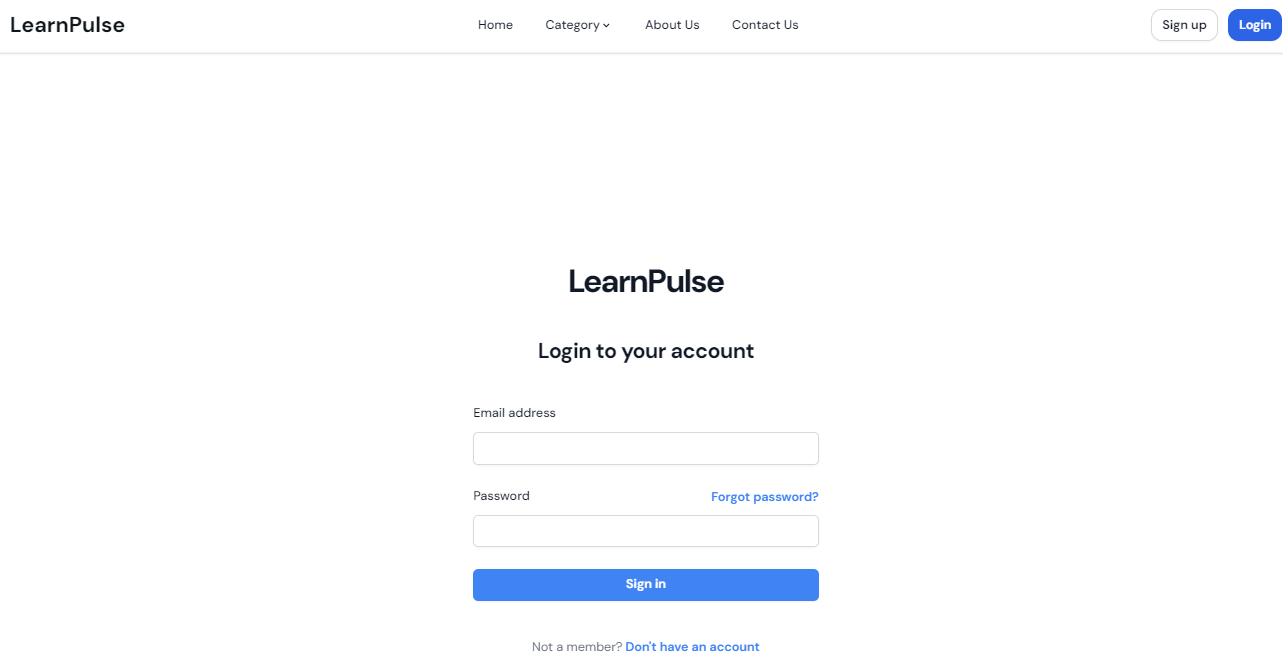 LearnPulse Home Category About Us Contact Us Sign up Login
LearnPulse
Login to your account
Email address
Password Forgot password?
Sign in
Not a member? Don't have an account